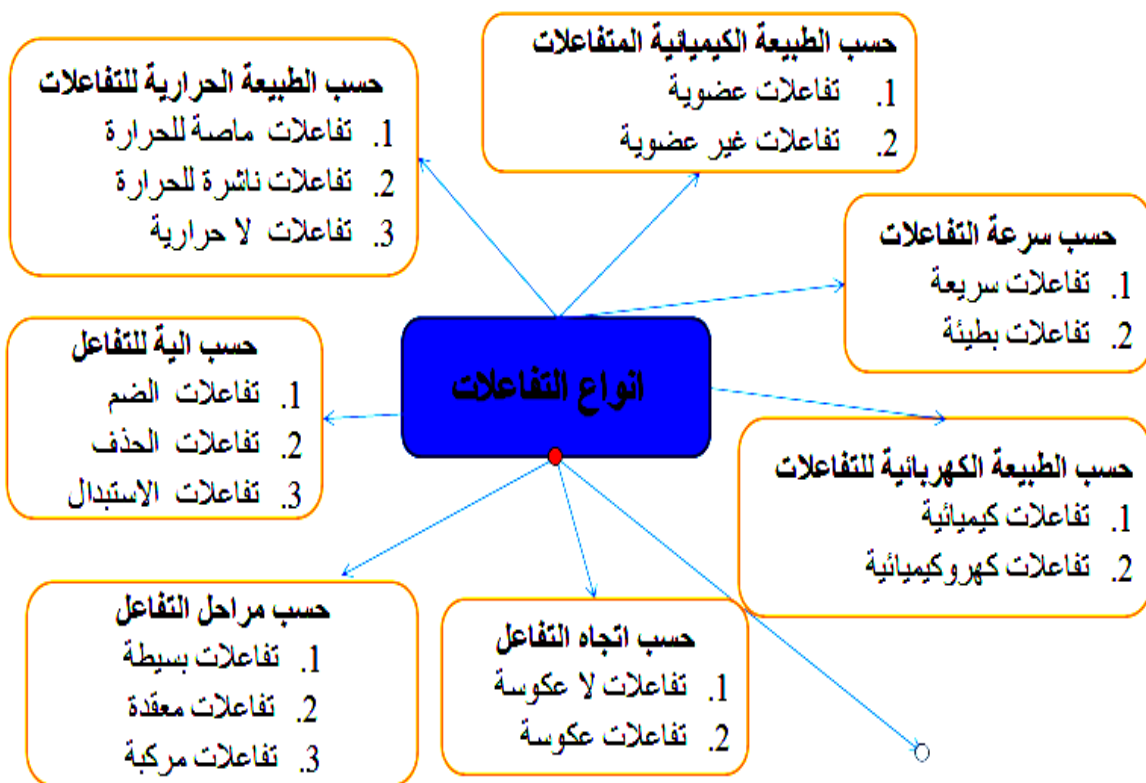 حسب الطبيعة الكيميائية المتفاعلات
1. تفاعلات عضوية
2. تفاعلات غير عضوية
حسب الطبيعة الحرارية للتفاعلات
1. تفاعلات ماصة للحرارة
2. تفاعلات ناشرة للحرارة
3. تفاعلات لا حرارية
حسب سرعة التفاعلات
1. تفاعلات سريعة
2. تفاعلات بطيئة
انواع التفاعلات
حسب الية للتفاعل
1. تفاعلات الضم
2. تفاعلات الحذف
3. تفاعلات الاستبدال
حسب الطبيعة الكهربائية للتفاعلات
1. تفاعلات كيميائية
2. تفاعلات كهروكيميائية
حسب اتجاه التفاعل
1. تفاعلات لا عكوسة
2. تفاعلات عكوسة
حسب مراحل التفاعل
1. تفاعلات بسيطة
2. تفاعلات معقدة
3. تفاعلات مركبة